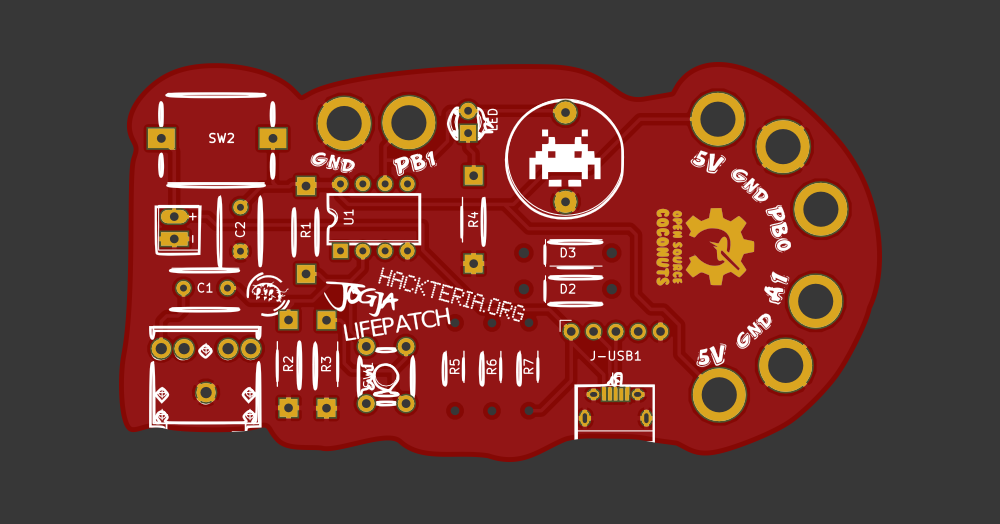 SW2
GND
PB1
LED
5V
GND
PB0
+
-
C2
R1
U1
R4
D3
D2
OPEN SOURCE
COCONUTS
C1
JOGJA
HACKTERIA.ORG
LIFEPATCH
A1
GND
5V
J-USB1
R2
R3
R5
R6
R7